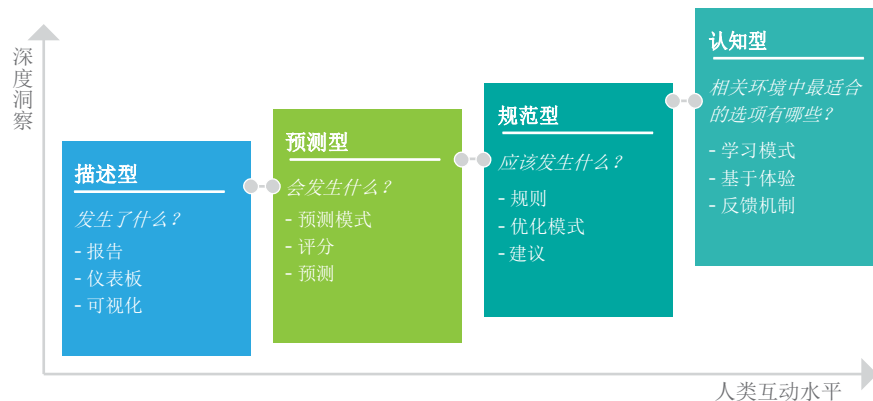 深度洞察
描述型
发生了什么？
- 报告
- 仪表板
- 可视化
预测型
会发生什么？
- 预测模式
- 评分
- 预测
规范型
应该发生什么？
- 规则
- 优化模式
- 建议
认知型
相关环境中最适合
的选项有哪些？
- 学习模式
- 基于体验
- 反馈机制
人类互动水平